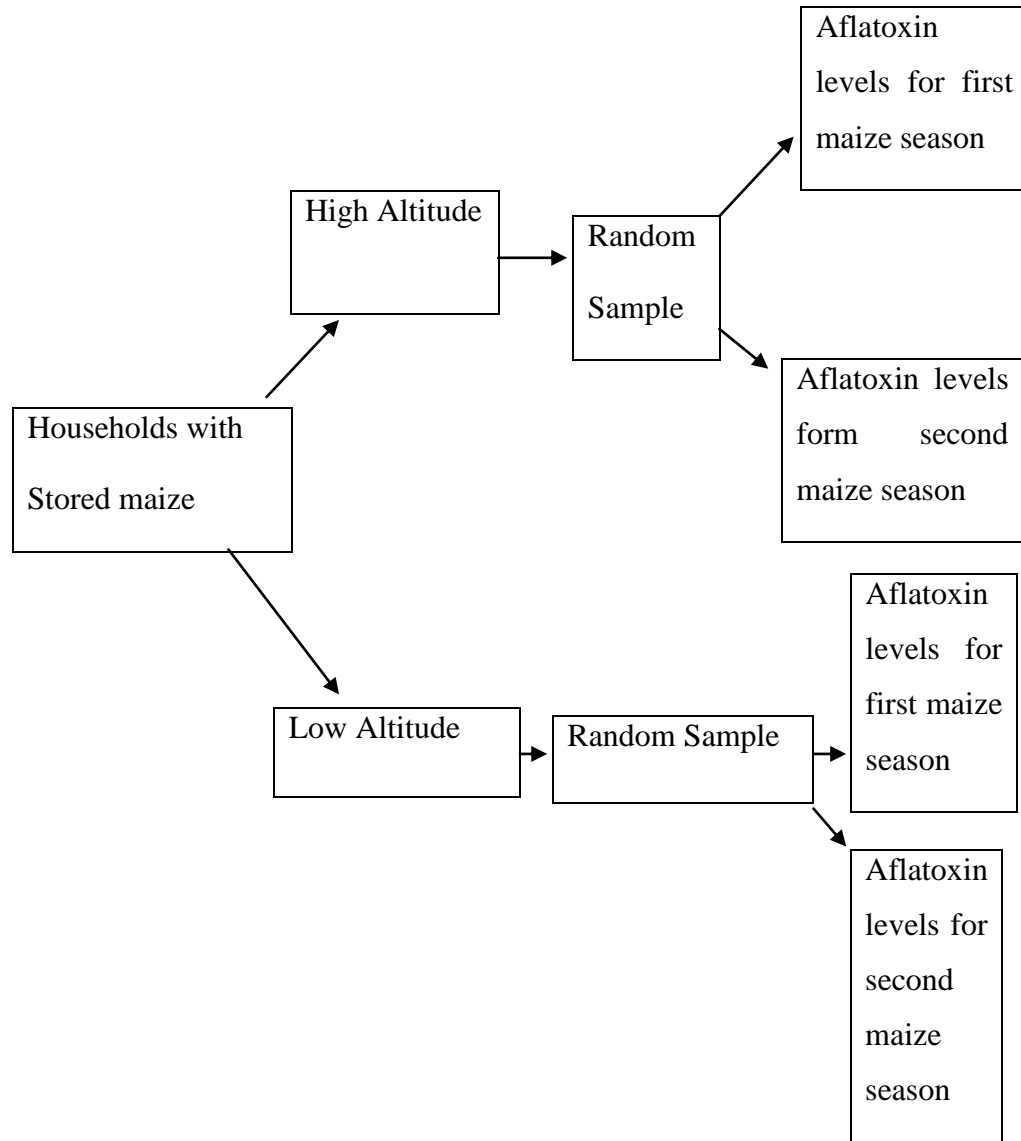 Aflatoxin
levels for first
maize season
High Altitude
Random
Sample
Aflatoxin levels
form second
maize season
Households with
Stored maize
Aflatoxin
levels for
first maize
season
Low Altitude
Random Sample
Aflatoxin
levels for
second
maize
season